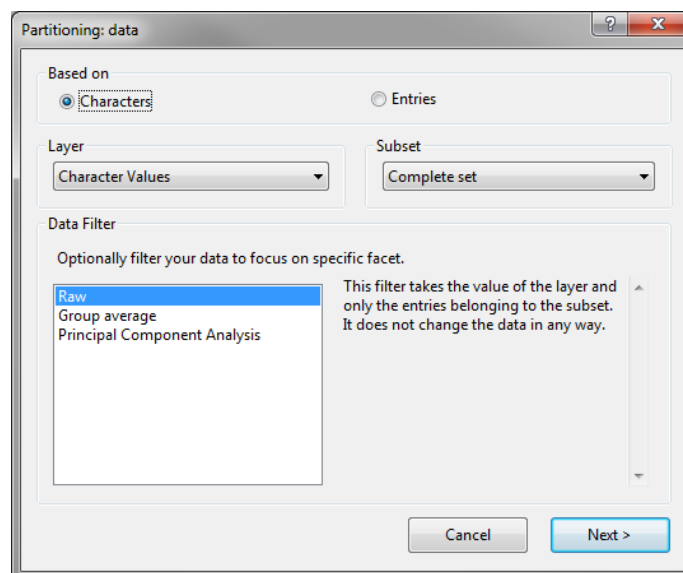 Partitioning: data
Based on
Characters
Entries
Layer
Subset
Character Values
Complete set
Data Filter
Optionally filter your data to focus on specific facet.
Raw
Group average
Principal Component Analysis
This filter takes the value of the layer and
only the entries belonging to the subset.
It does not change the data in any way.
Cancel
Next >